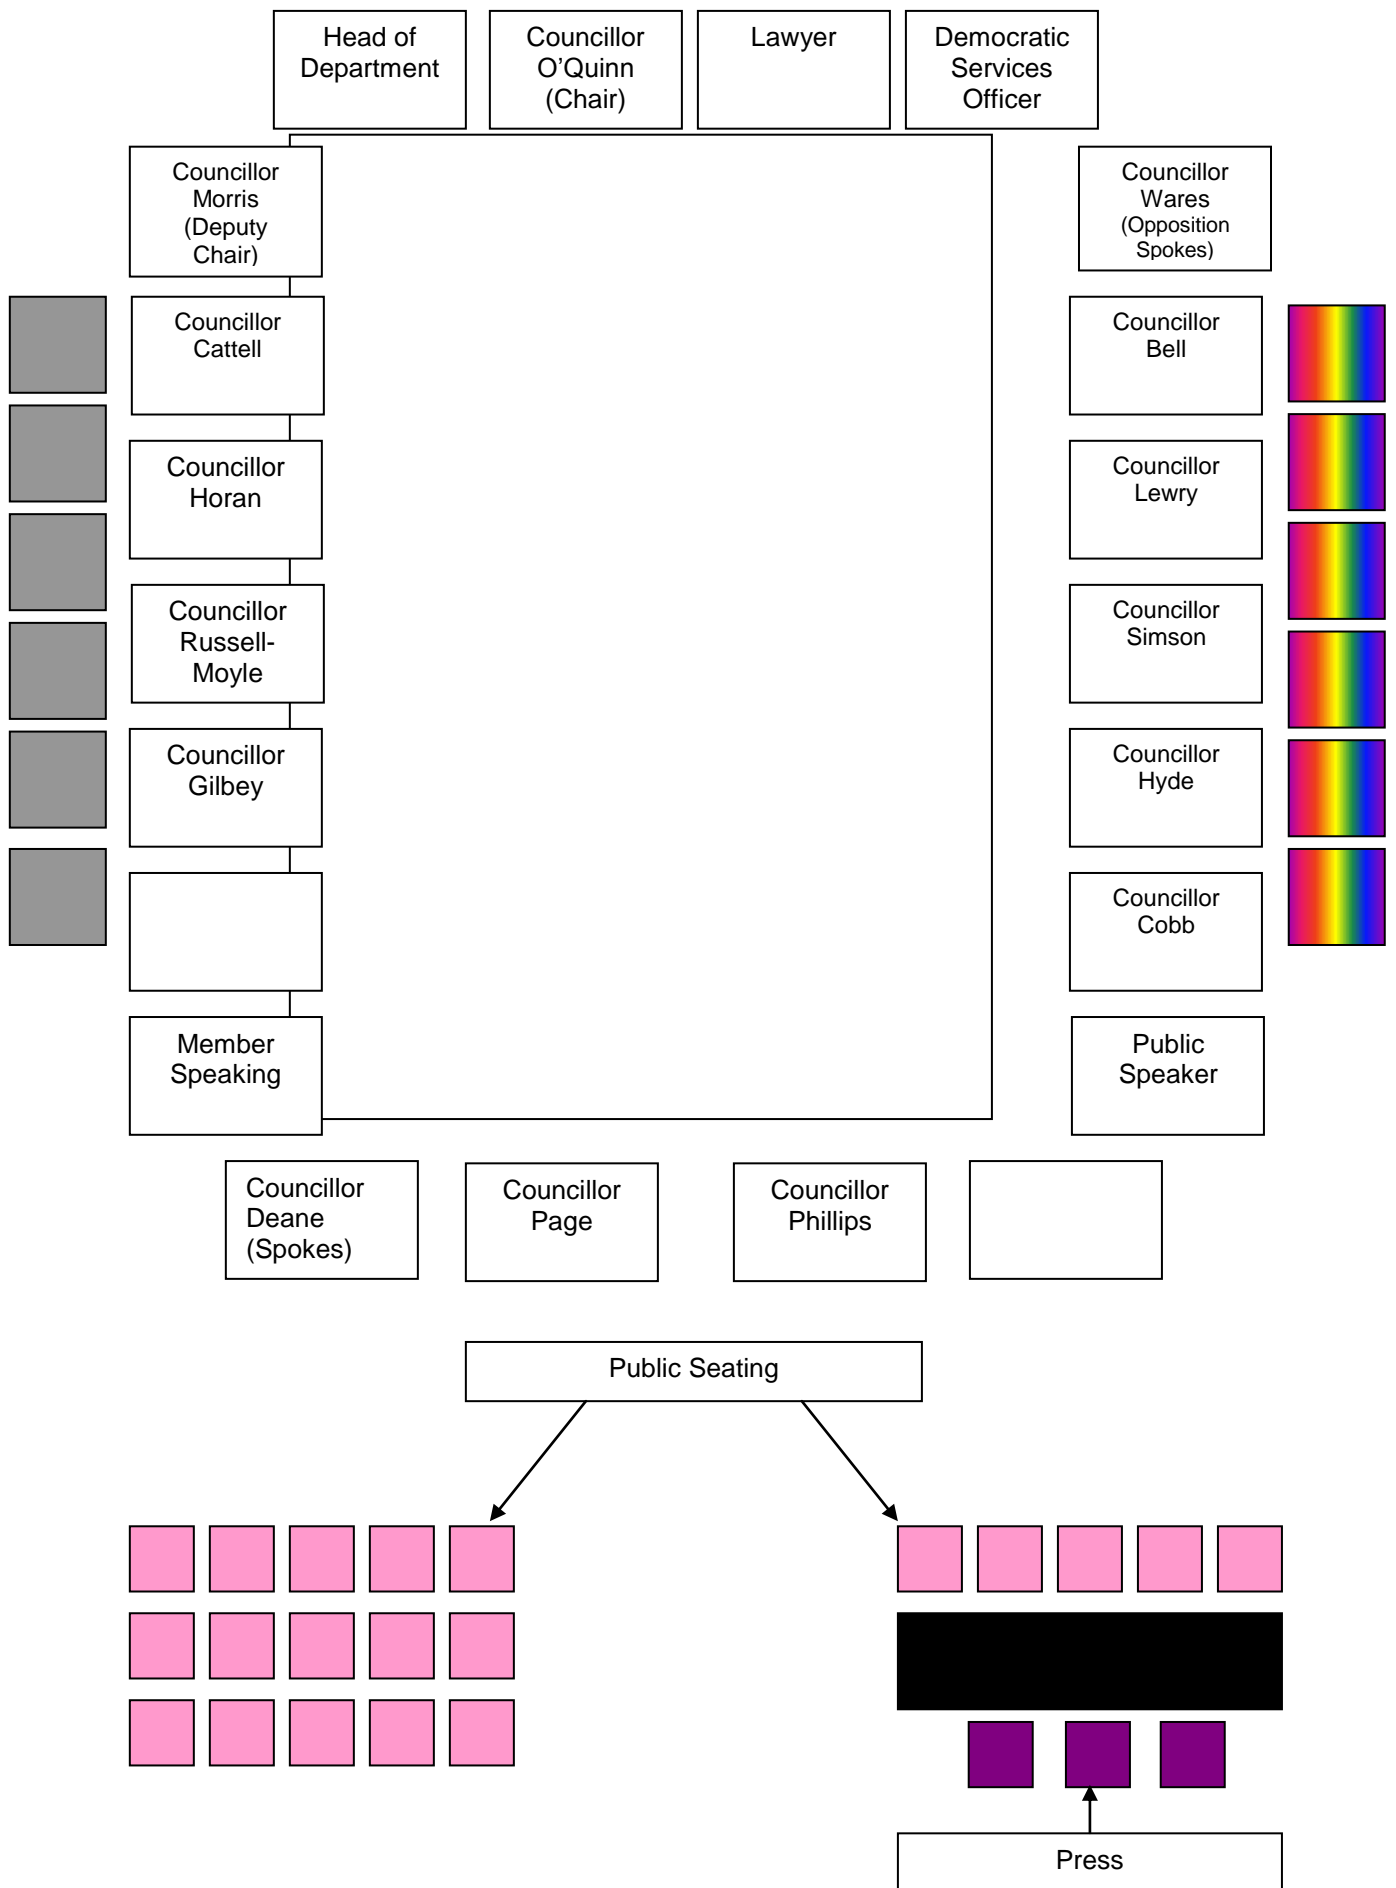 Head of
Department
Councillor
O’Quinn
(Chair)
Lawyer
Democratic
Services
Officer
Councillor
Morris
(Deputy
Chair)
Councillor
Wares
(Opposition
Spokes)
Councillor
Cattell
Councillor
Bell
Councillor
Horan
Councillor
Lewry
Councillor
Russell-
Moyle
Councillor
Simson
Councillor
Gilbey
Councillor
Hyde
Councillor
Cobb
Member
Speaking
Public
Speaker
Councillor
Deane
(Spokes)
Councillor
Page
Councillor
Phillips
Public Seating
Press